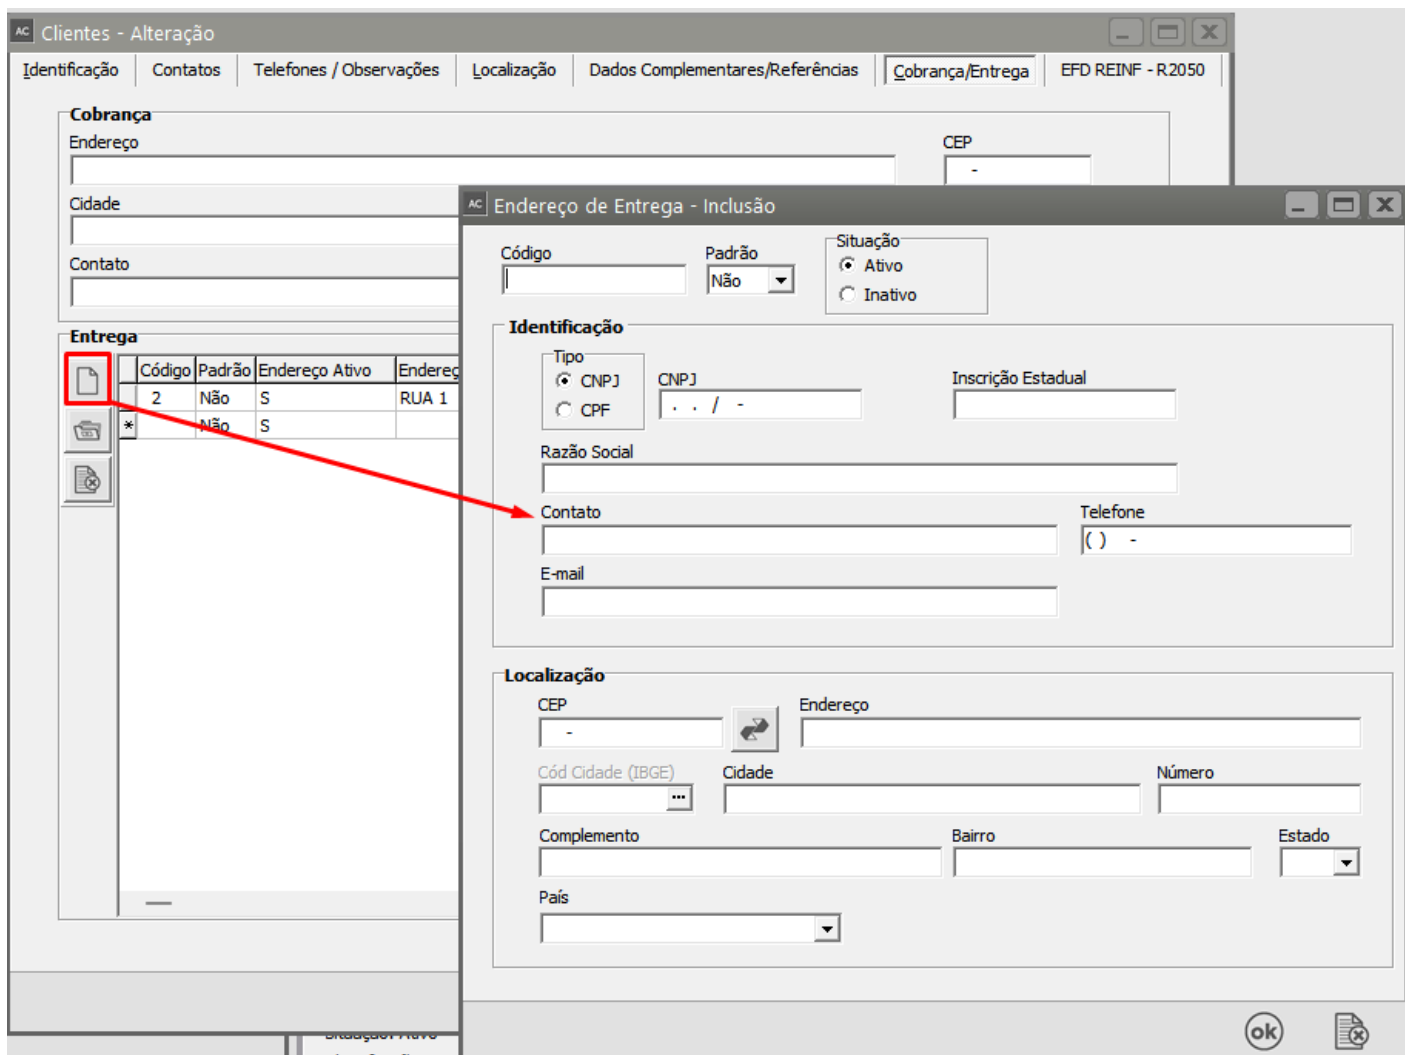 AC Clientes - Alteração
Identificação Contatos Telefones / Observações Localização Dados Complementares/Referências Cobrança/Entrega EFD REINF - R2050
Cobrança
Endereço CEP
-
Cidade
Contato
Entrega
Código Padrão Endereço Ativo Endereç
2 Não S RUA 1
* Não S
AC Endereço de Entrega - Inclusão
Código Padrão Situação
Não Ativo
Inativo
Identificação
Tipo
CNPJ CNPJ Inscrição Estadual
CPF . . / -
Razão Social
Contato Telefone
( ) -
E-mail
Localização
CEP Endereço
-
Cód Cidade (IBGE) Cidade Número
...
Complemento Bairro Estado
País
ok